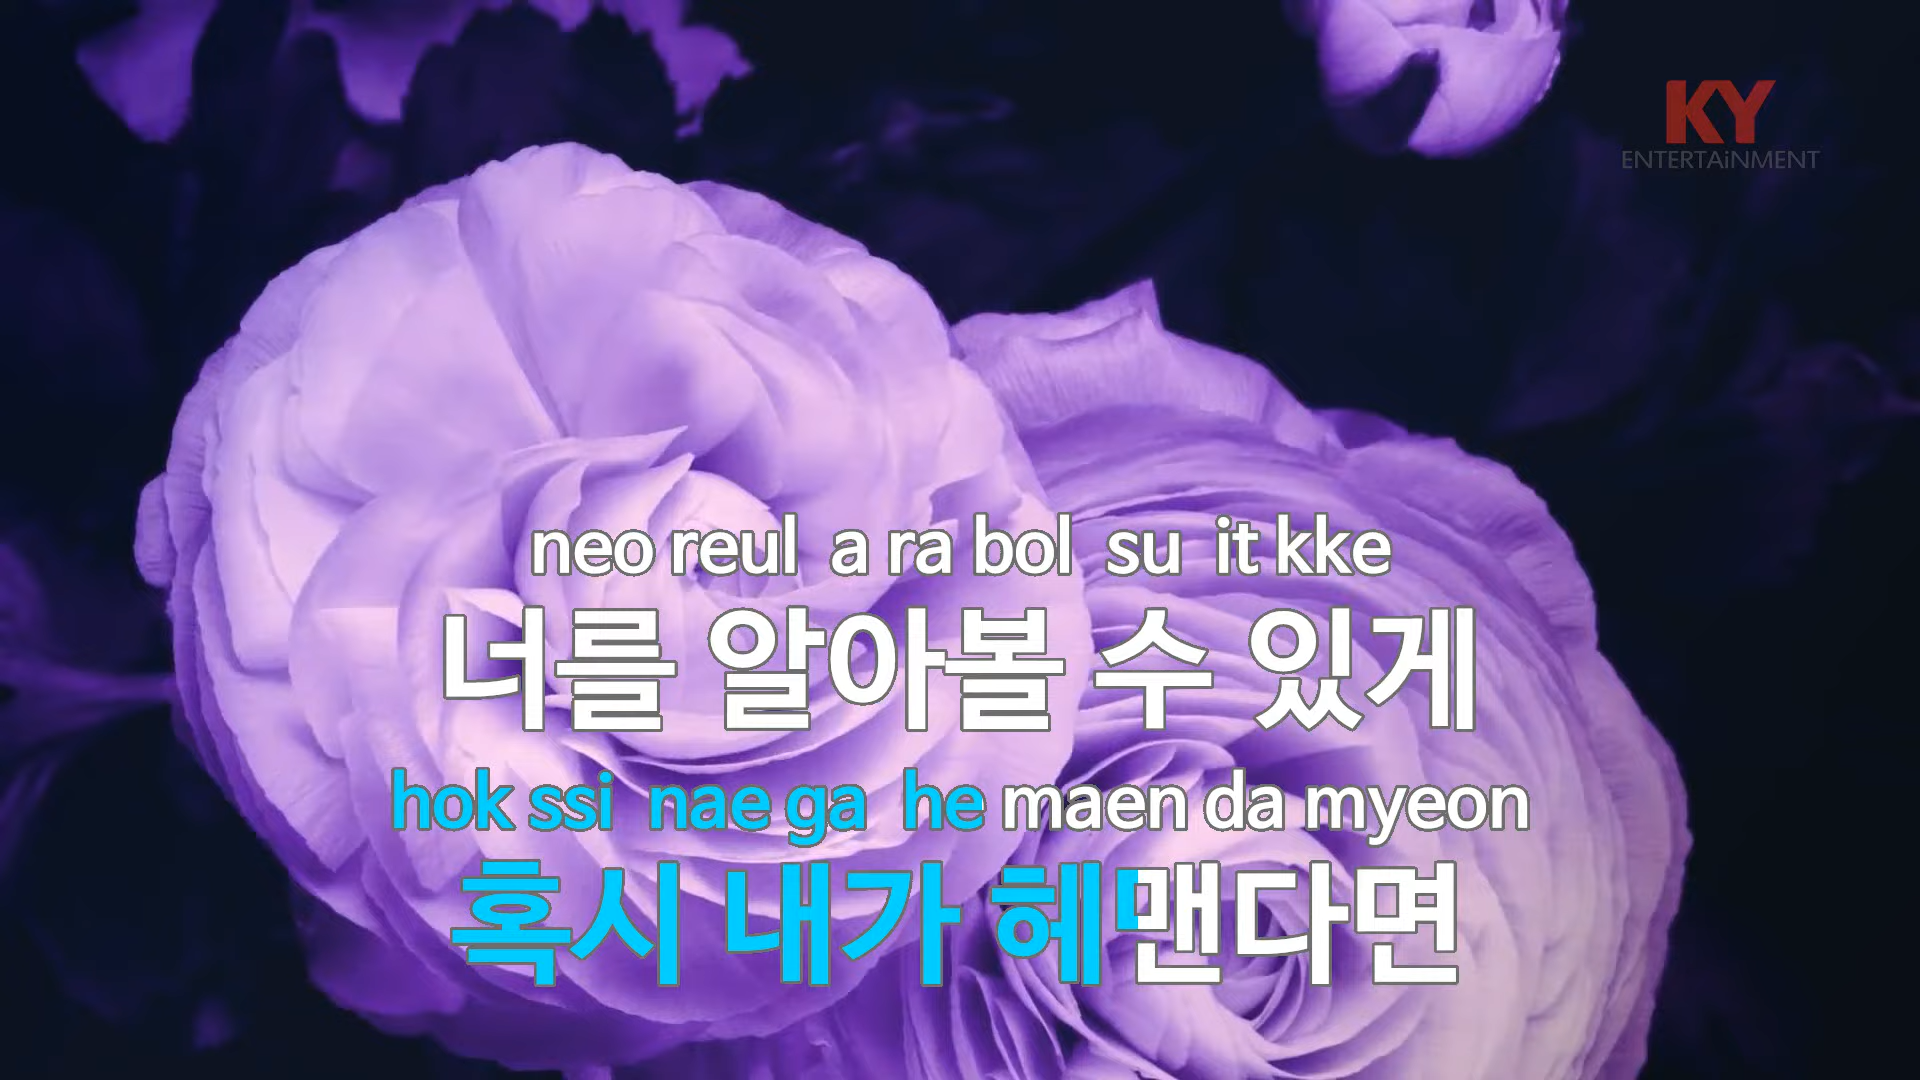 KY
ENTERTAiNMENT
neo reul a ra bol su it kke
너를 알아볼 수 있게
hok ssi nae ga he maen da myeon
혹시 내가 헤맨다면